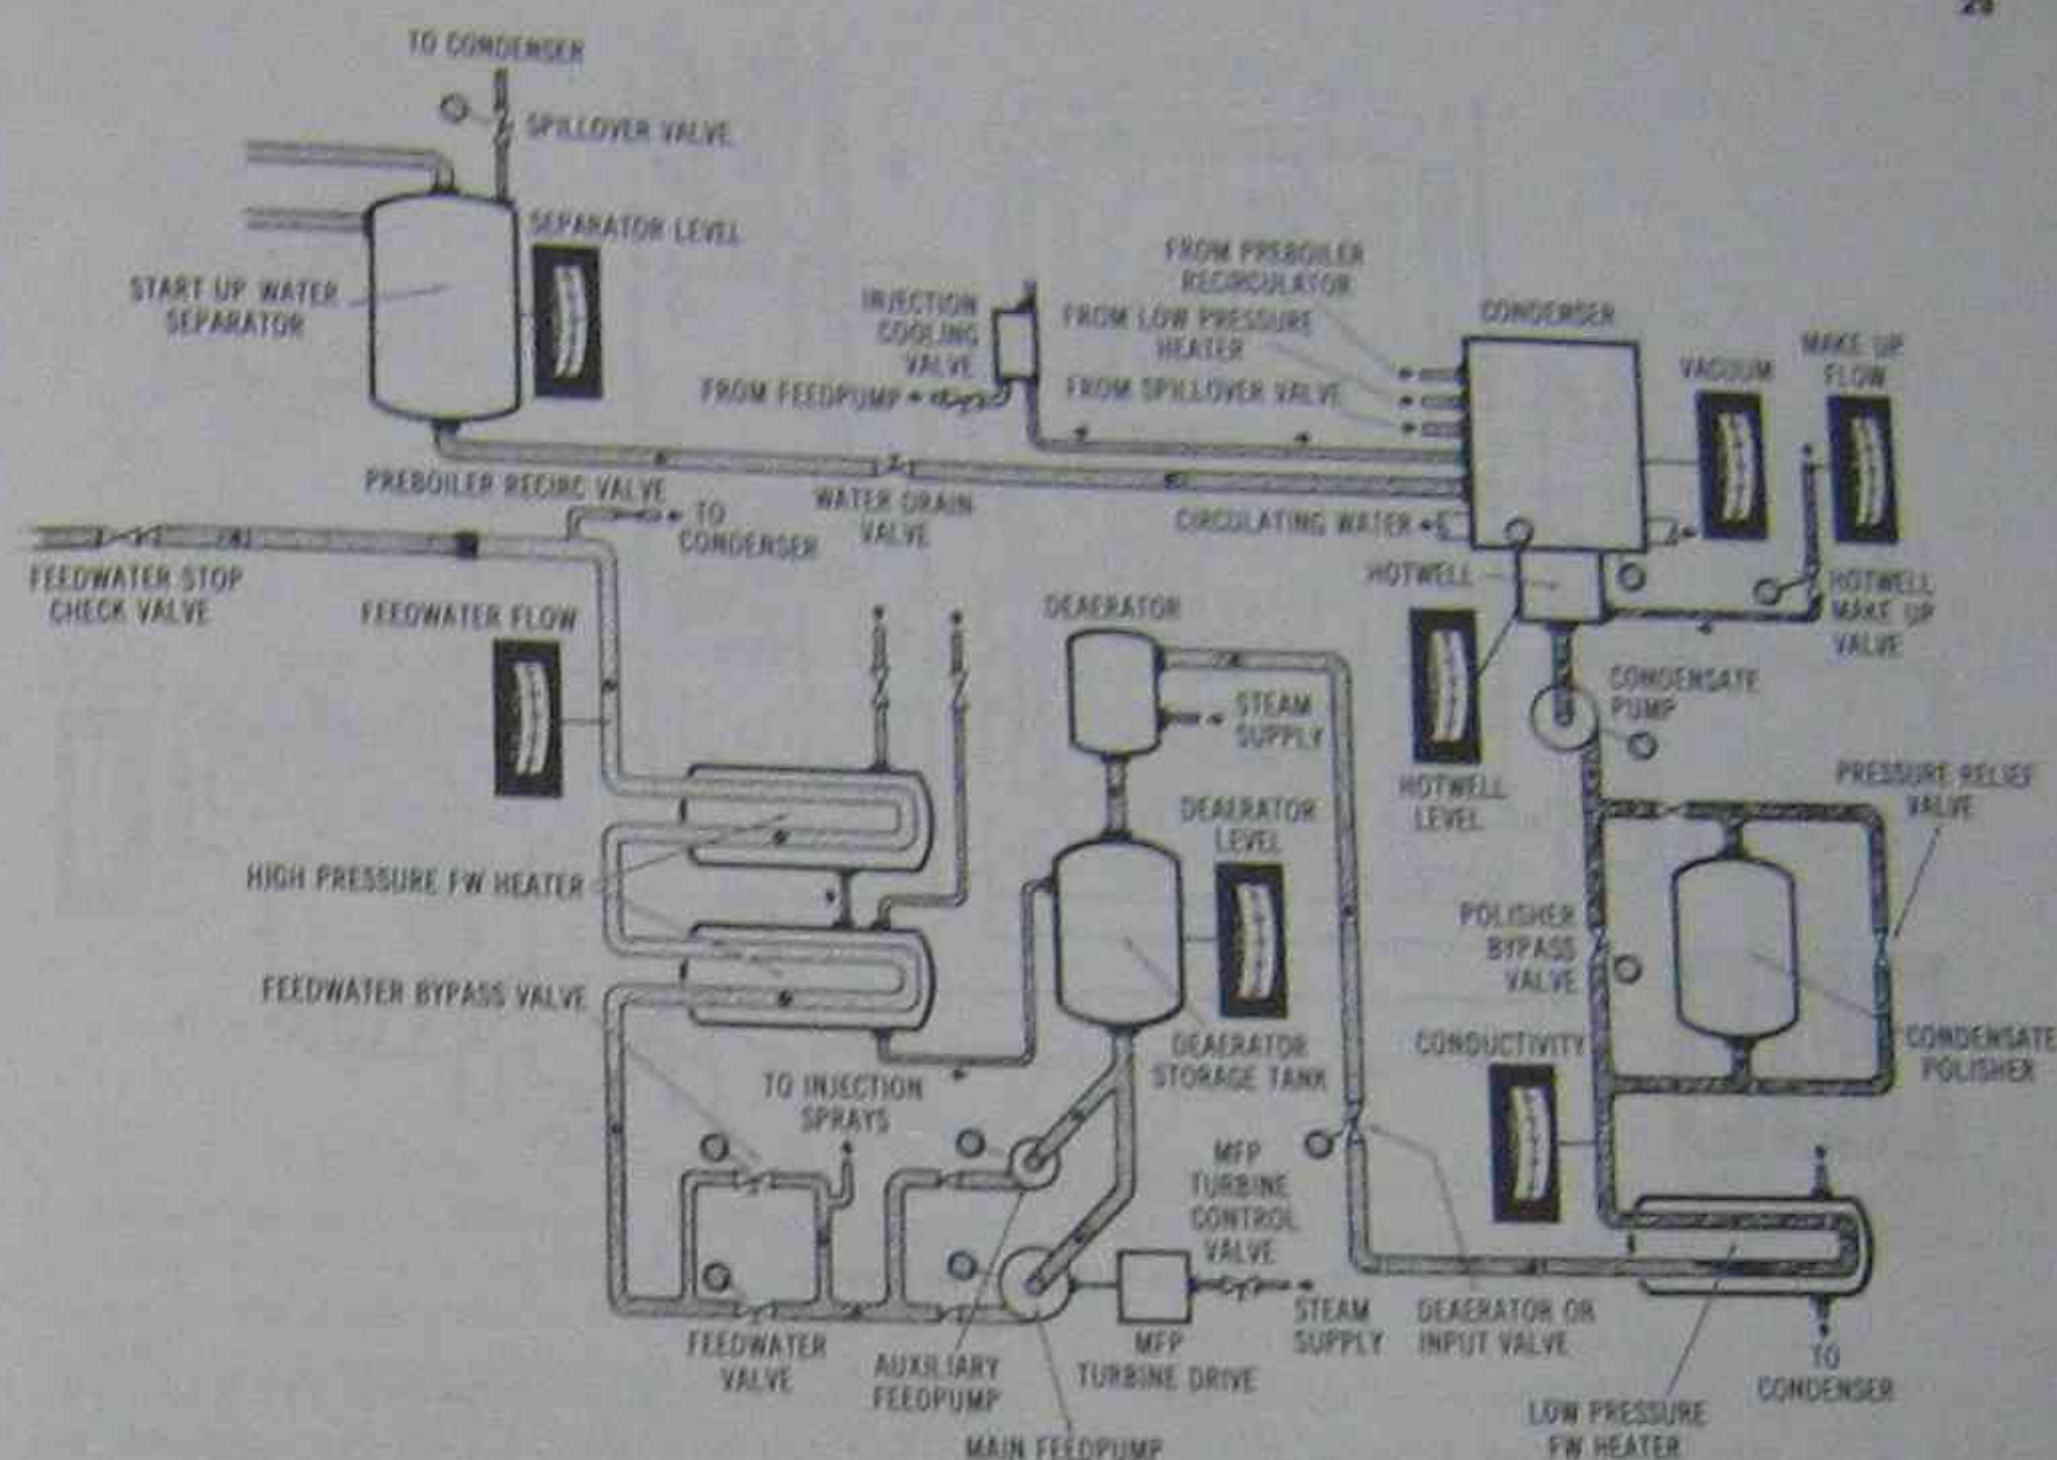 TO CONDENSER
SPILLOVER VALVE
SEPARATOR LEVEL
START UP WATER
SEPARATOR
INJECTION
COOLING
VALVE
FROM FEEDPUMP
FROM PREBOILER
RECIRCULATOR
FROM LOW PRESSURE
HEATER
FROM SPILLOVER VALVE
CONDENSER
VACUUM
MAKE UP
FLOW
PREBOILER RECIRC VALVE
TO
CONDENSER
WATER DRAIN
VALVE
CIRCULATING WATER
HOTWELL
HOTWELL
MAKE UP
VALVE
FEEDWATER STOP
CHECK VALVE
FEEDWATER FLOW
DEAERATOR
STEAM
SUPPLY
CONDENSATE
PUMP
HOTWELL
LEVEL
PRESSURE RELIEF
VALVE
DEAERATOR
LEVEL
HIGH PRESSURE FW HEATER
POLISHER
BYPASS
VALVE
FEEDWATER BYPASS VALVE
DEAERATOR
STORAGE TANK
CONDUCTIVITY
CONDENSATE
POLISHER
TO INJECTION
SPRAYS
MFP
TURBINE
CONTROL
VALVE
FEEDWATER
VALVE
AUXILIARY
FEEDPUMP
MFP
TURBINE DRIVE
STEAM
SUPPLY
DEAERATOR OR
INPUT VALVE
TO
CONDENSER
LOW PRESSURE
FW HEATER
MAIN FEEDPUMP